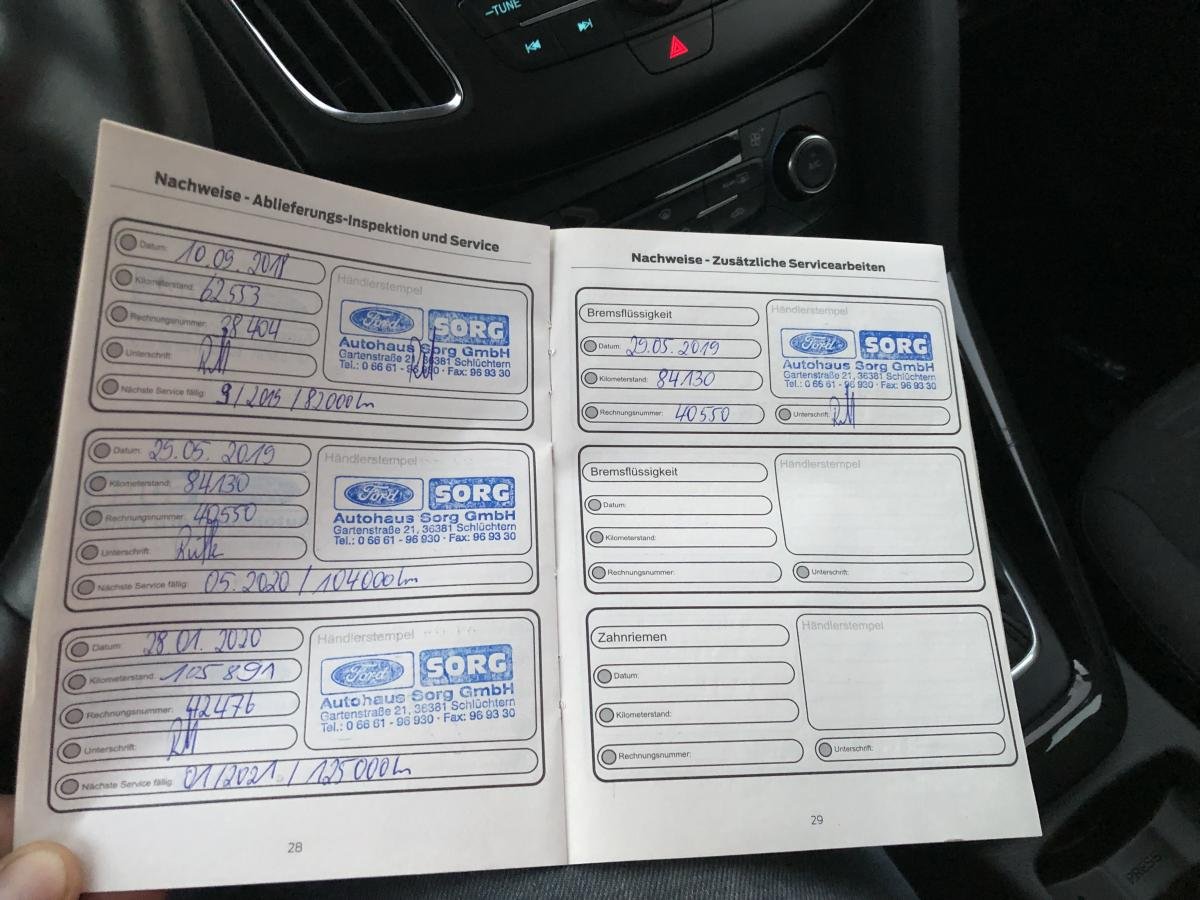 TUNE
Nachweise - Ablieferungs-Inspektion und Service
Datum: 10.09.2018
Kilometerstand: 62553
Rechnungsnummer: 38404
Unterschrift:
Händlerstempel
Ford SORG
Autohaus Sorg GmbH
Gartenstraße 21, 36381 Schlüchtern
Tel.: 0 66 61 - 96 930 · Fax: 96 93 30
Nächste Service fällig: 9/2019 / 82000km
Datum: 29.05.2019
Kilometerstand: 84130
Rechnungsnummer: 40550
Unterschrift:
Händlerstempel
Ford SORG
Autohaus Sorg GmbH
Gartenstraße 21, 36381 Schlüchtern
Tel.: 0 66 61 - 96 930 · Fax: 96 93 30
Nächste Service fällig: 05.2020 / 104000km
Datum: 28.01.2020
Kilometerstand: 105891
Rechnungsnummer: 42476
Unterschrift:
Händlerstempel
Ford SORG
Autohaus Sorg GmbH
Gartenstraße 21, 36381 Schlüchtern
Tel.: 0 66 61 - 96 930 · Fax: 96 93 30
Nächste Service fällig: 01/2021 / 125000km
28
Nachweise - Zusätzliche Servicearbeiten
Bremsflüssigkeit
Datum: 29.05.2019
Kilometerstand: 84130
Rechnungsnummer: 40550
Händlerstempel
Ford SORG
Autohaus Sorg GmbH
Gartenstraße 21, 36381 Schlüchtern
Tel.: 0 66 61 - 96 930 · Fax: 96 93 30
Unterschrift:
Bremsflüssigkeit
Datum:
Kilometerstand:
Rechnungsnummer:
Händlerstempel
Unterschrift:
Zahnriemen
Datum:
Kilometerstand:
Rechnungsnummer:
Händlerstempel
Unterschrift:
29
PRESS